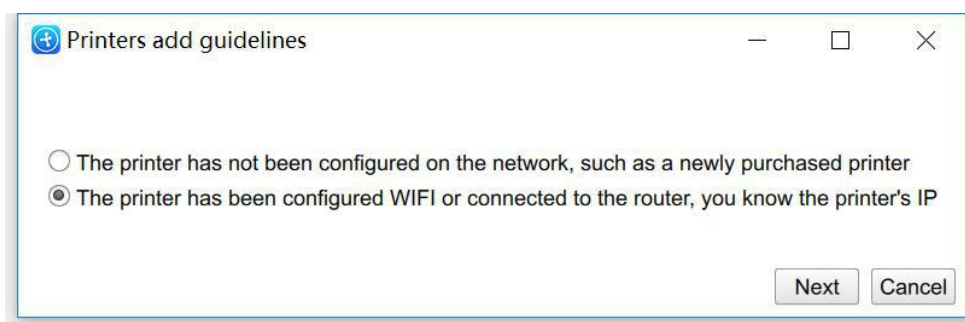 Printers add guidelines
The printer has not been configured on the network, such as a newly purchased printer
The printer has been configured WIFI or connected to the router, you know the printer's IP
Next Cancel